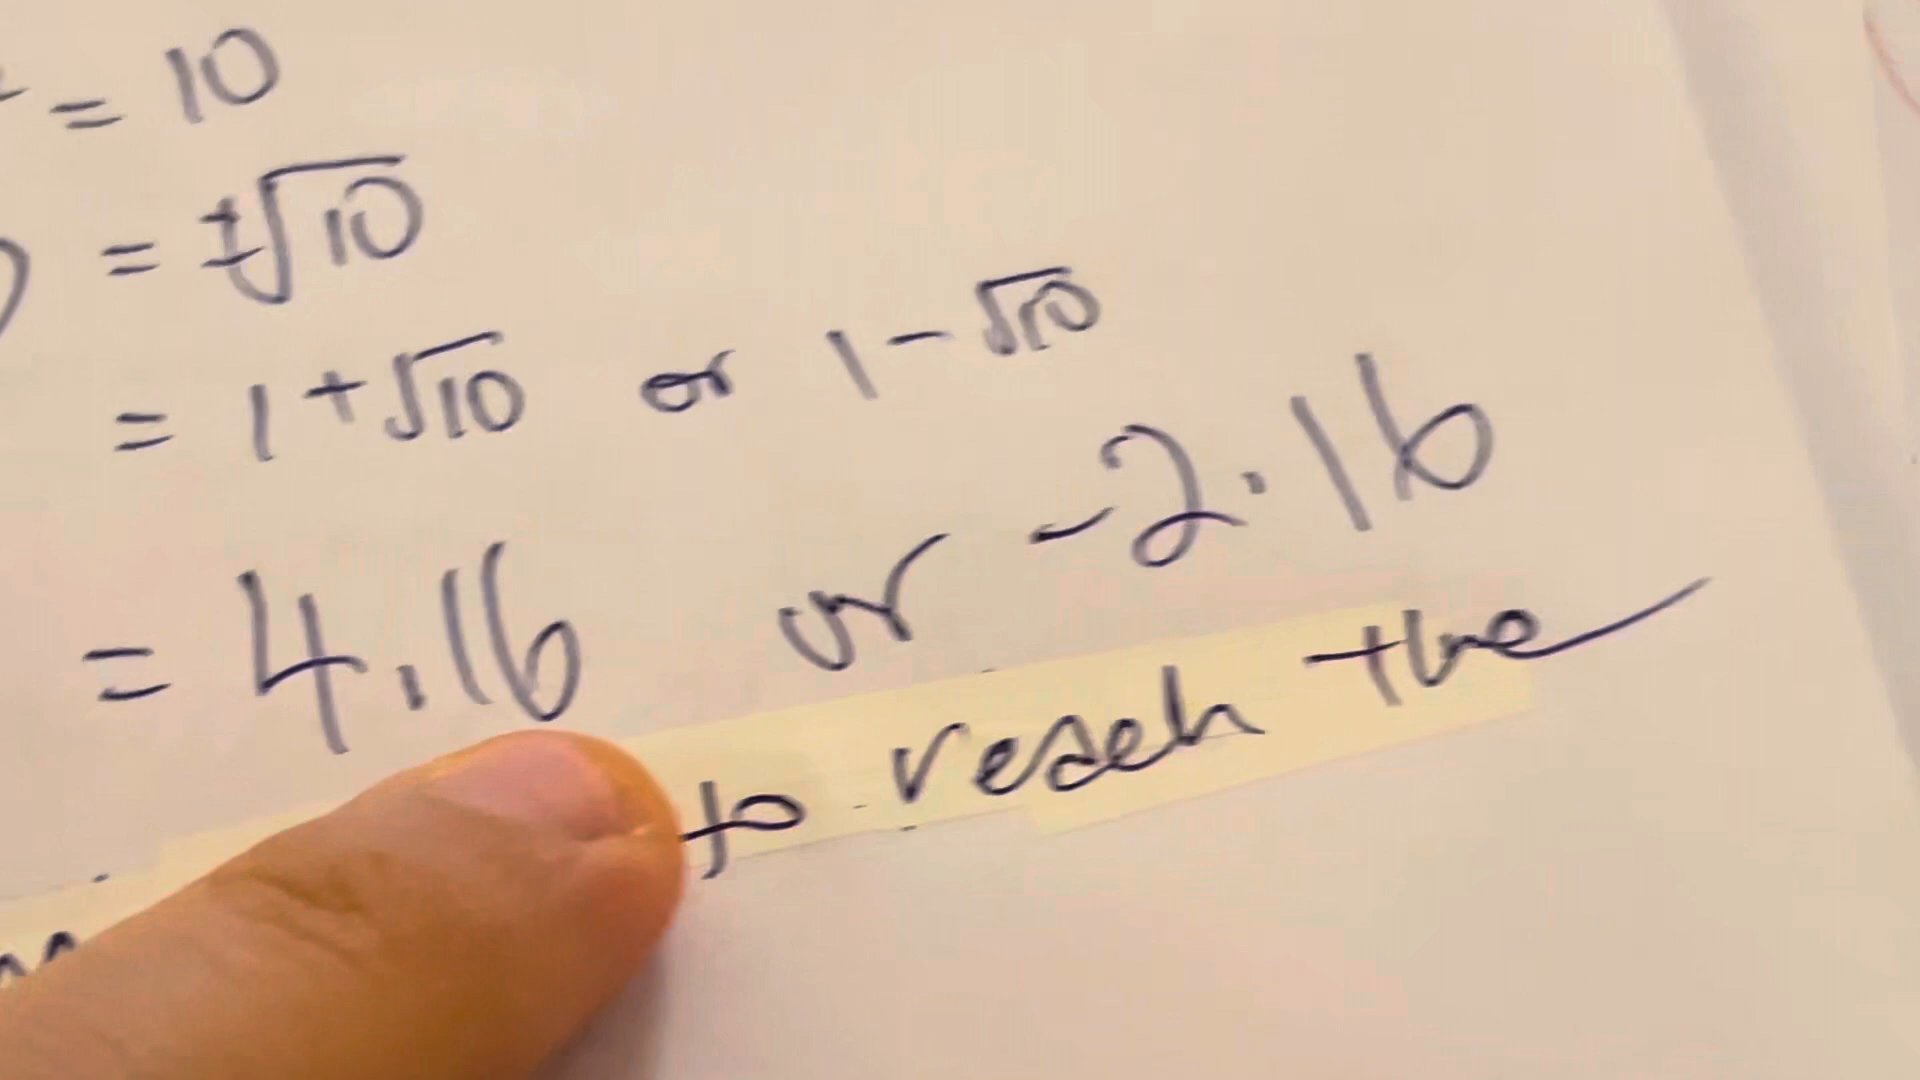 = 10
= ±√10
= 1 + √10 or 1 - √10
= 4.16 or -2.16
to reach the